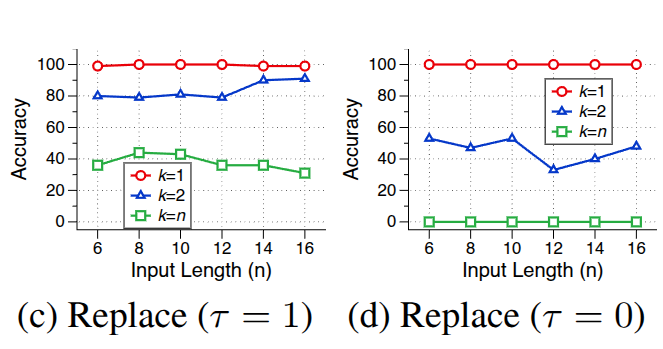 Accuracy
100
80
60
40
20
0
k=1
k=2
k=n
6 8 10 12 14 16
Input Length (n)
(c) Replace (τ = 1)
Accuracy
100
80
60
40
20
0
k=1
k=2
k=n
6 8 10 12 14 16
Input Length (n)
(d) Replace (τ = 0)